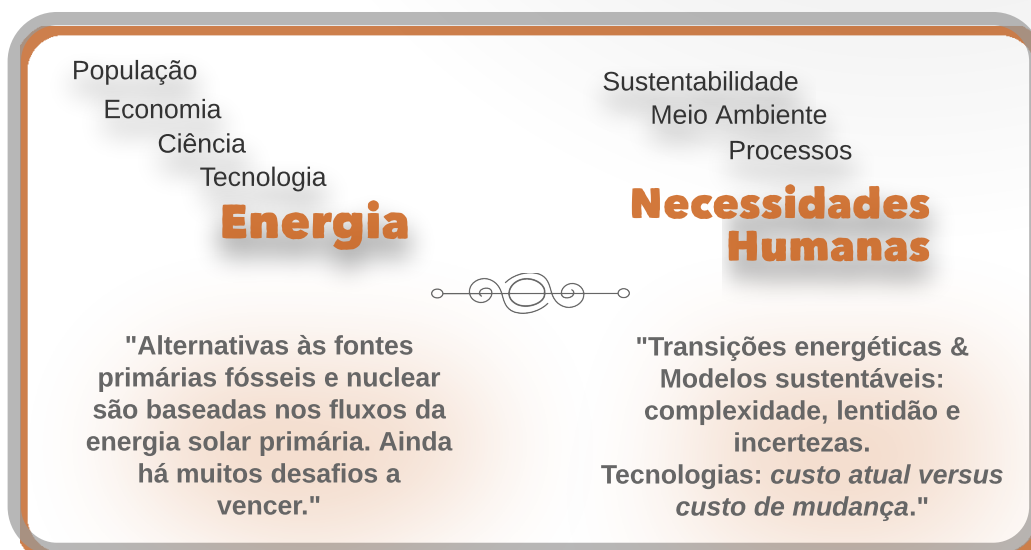 População
Economia
Ciência
Tecnologia
Energia
Sustentabilidade
Meio Ambiente
Processos
Necessidades
Humanas
"Alternativas às fontes
primárias fósseis e nuclear
são baseadas nos fluxos da
energia solar primária. Ainda
há muitos desafios a
vencer."
"Transições energéticas &
Modelos sustentáveis:
complexidade, lentidão e
incertezas.
Tecnologias: custo atual versus
custo de mudança."